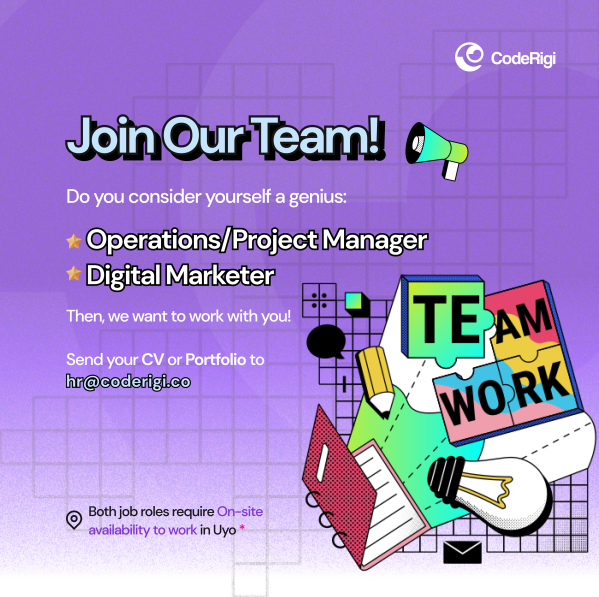 CodeRigi
Join Our Team!
Do you consider yourself a genius:
Operations/Project Manager
Digital Marketer
Then, we want to work with you!
Send your CV or Portfolio to
hr@coderigi.co
TEAM
WORK
Both job roles require On-site
availability to work in Uyo *